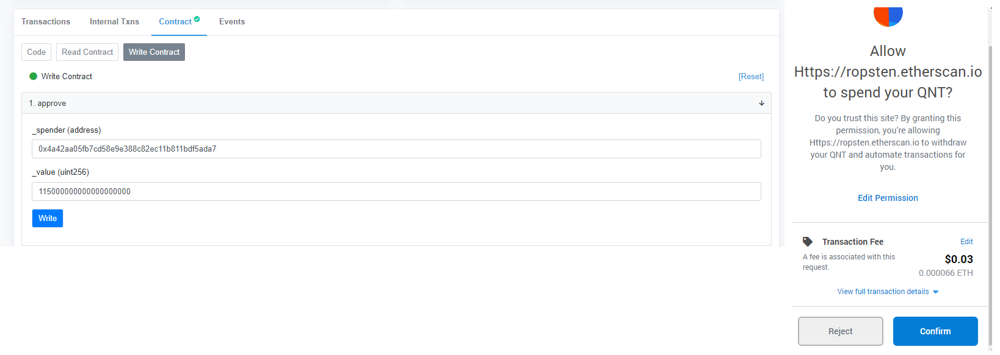 Transactions
Internal Txns
Contract
Events
Code
Read Contract
Write Contract
Write Contract
[Reset]
1. approve
_spender (address)
0x4a42aa05fb7cd58e9e388c82ec11b811bdf5ada7
_value (uint256)
115000000000000000000
Write
Allow
Https://ropsten.etherscan.io
to spend your QNT?
Do you trust this site? By granting this
permission, you're allowing
Https://ropsten.etherscan.io to withdraw
your QNT and automate transactions for
you.
Edit Permission
Transaction Fee
Edit
A fee is associated with this
request.
$0.03
0.000066 ETH
View full transaction details
Reject
Confirm